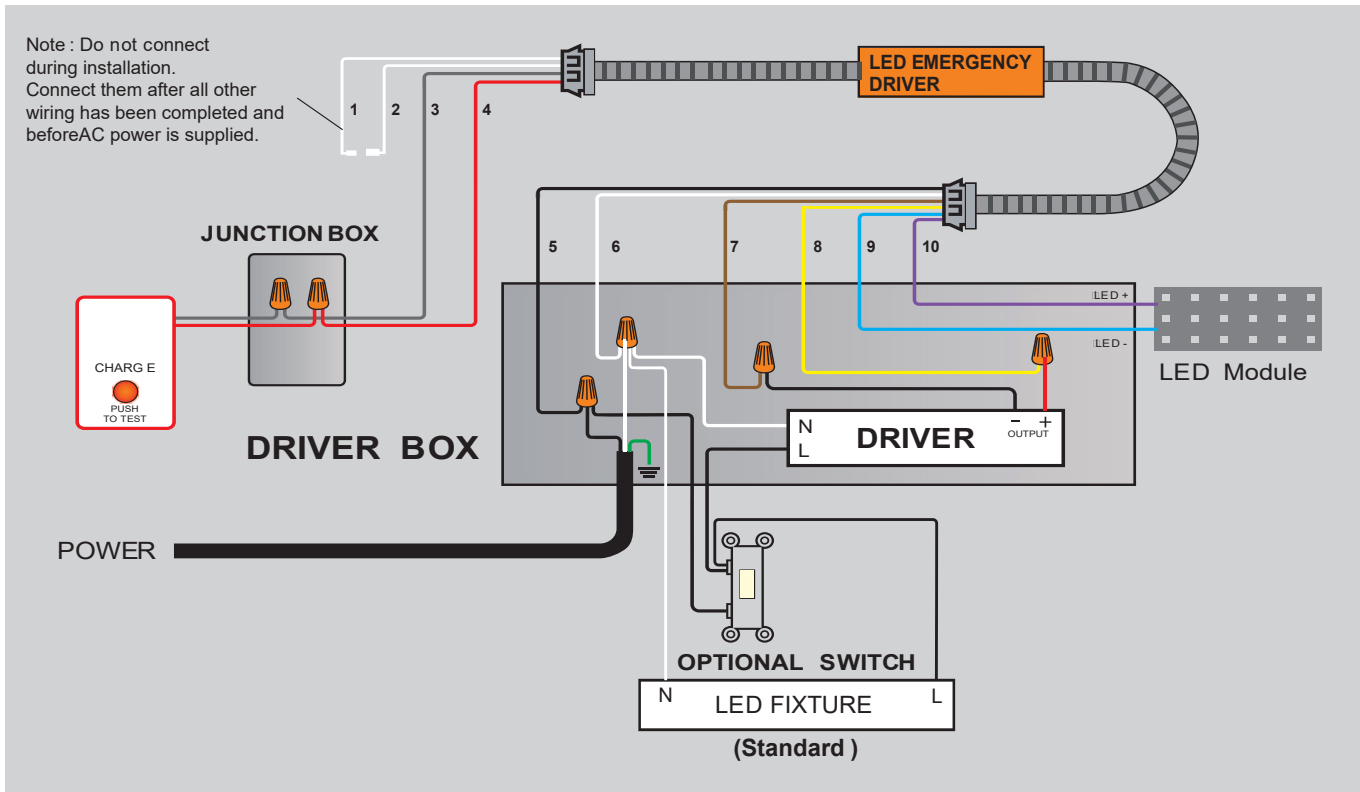 Note : Do not connect
during installation.
Connect them after all other
wiring has been completed and
beforeAC power is supplied.
1 2 3 4
LED EMERGENCY
DRIVER
5 6 7 8 9 10
JUNCTION BOX
CHARG E
PUSH
TO TEST
LED +
LED -
LED Module
DRIVER BOX
N
L
DRIVER
- +
OUTPUT
POWER
OPTIONAL SWITCH
N LED FIXTURE L
(Standard )